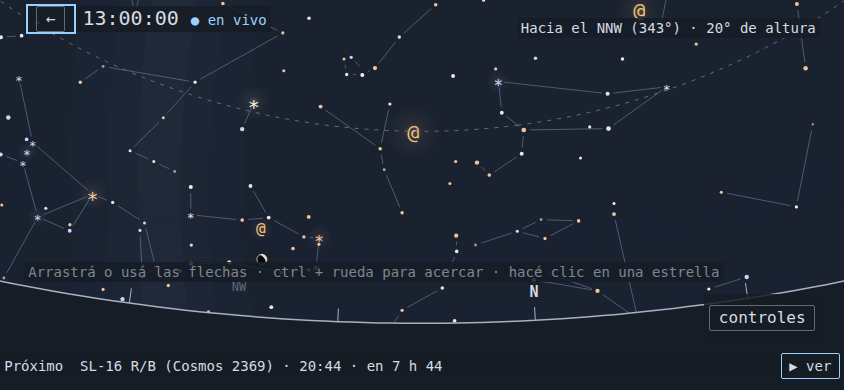 ← 13:00:00 ● en vivo
Hacia el NNW (343°) · 20° de altura
Arrastrá o usá las flechas · ctrl + rueda para acercar · hacé clic en una estrella
NW
N
controles
Próximo SL-16 R/B (Cosmos 2369) · 20:44 · en 7 h 44
▶ ver